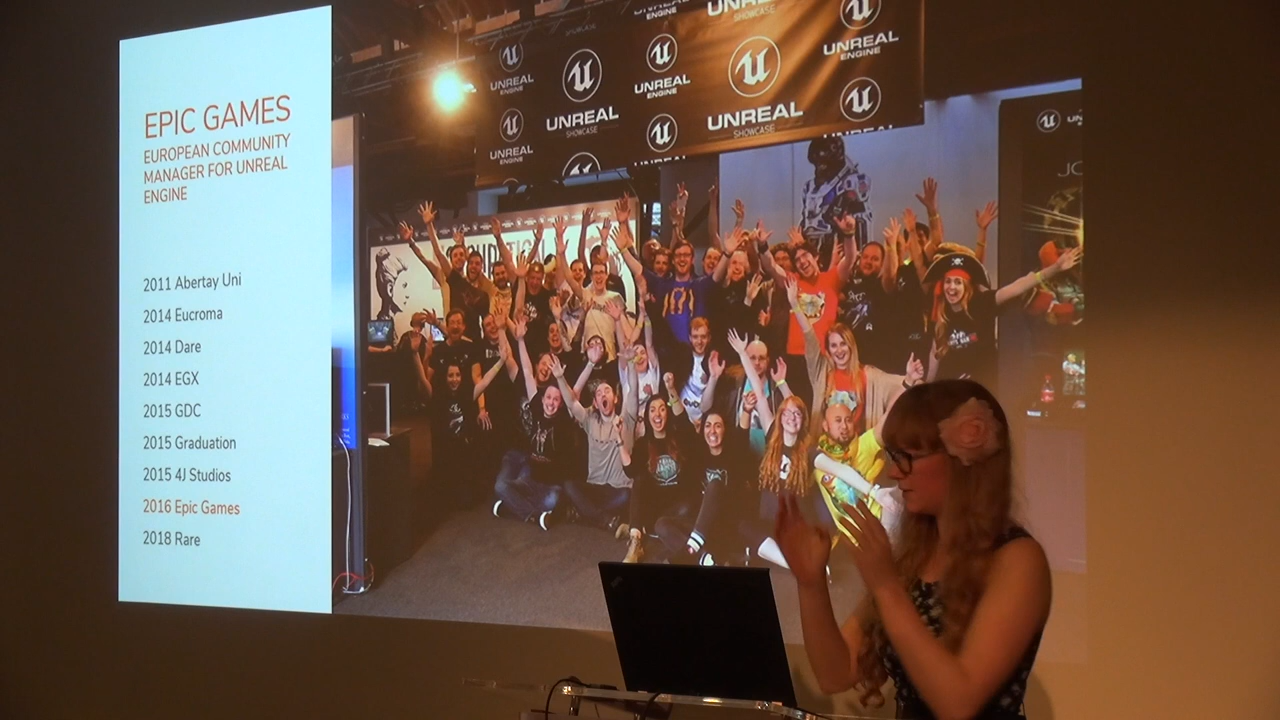 EPIC GAMES
EUROPEAN COMMUNITY
MANAGER FOR UNREAL
ENGINE
2011 Abertay Uni
2014 Eucroma
2014 Dare
2014 EGX
2015 GDC
2015 Graduation
2015 4J Studios
2016 Epic Games
2018 Rare
ENGINE
SHOWCASE
UNREAL
ENGINE
UNREAL
SHOWCASE
UNREAL
ENGINE
UNREAL
SHOWCASE
UNREAL
ENGINE
UNREAL
ENGINE